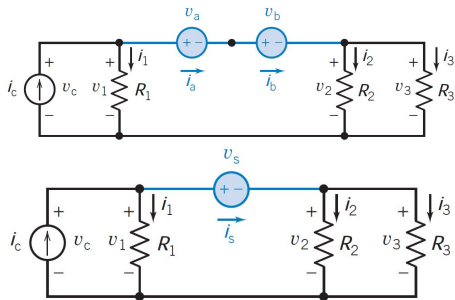 v_a v_b
+ − + −
+ + i_1 i_a i_b + i_2 + i_3
i_c v_c v_1 R_1 v_2 R_2 v_3 R_3
− − − −
v_s
+ −
+ + i_1 i_s + i_2 + i_3
i_c v_c v_1 R_1 v_2 R_2 v_3 R_3
− − − −